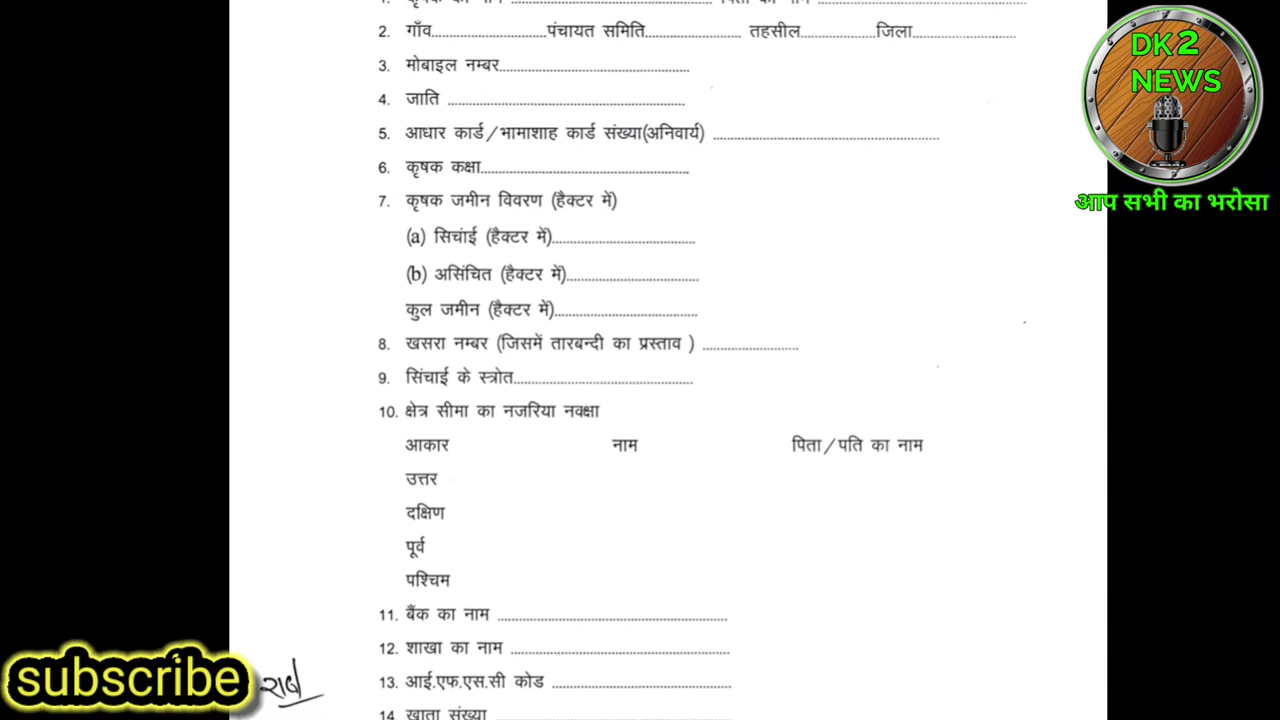 1. कृषक का नाम ........................ पिता का नाम ........................
2. गाँव........................पंचायत समिति........................ तहसील..................जिला........................
3. मोबाइल नम्बर........................
4. जाति ........................
5. आधार कार्ड/भामाशाह कार्ड संख्या(अनिवार्य) ........................
6. कृषक कक्षा........................
7. कृषक जमीन विवरण (हैक्टर में)
(a) सिचांई (हैक्टर में)........................
(b) असिंचित (हैक्टर में)........................
कुल जमीन (हैक्टर में)........................
8. खसरा नम्बर (जिसमें तारबन्दी का प्रस्ताव ) ........................
9. सिंचाई के स्त्रोत........................
10. क्षेत्र सीमा का नजरिया नक्क्षा
आकार नाम पिता/पति का नाम
उत्तर
दक्षिण
पूर्व
पश्चिम
11. बैंक का नाम ........................
12. शाखा का नाम ........................
13. आई.एफ.एस.सी कोड ........................
14. खाता संख्या ........................
DK2
NEWS
आप सभी का भरोसा
subscribe